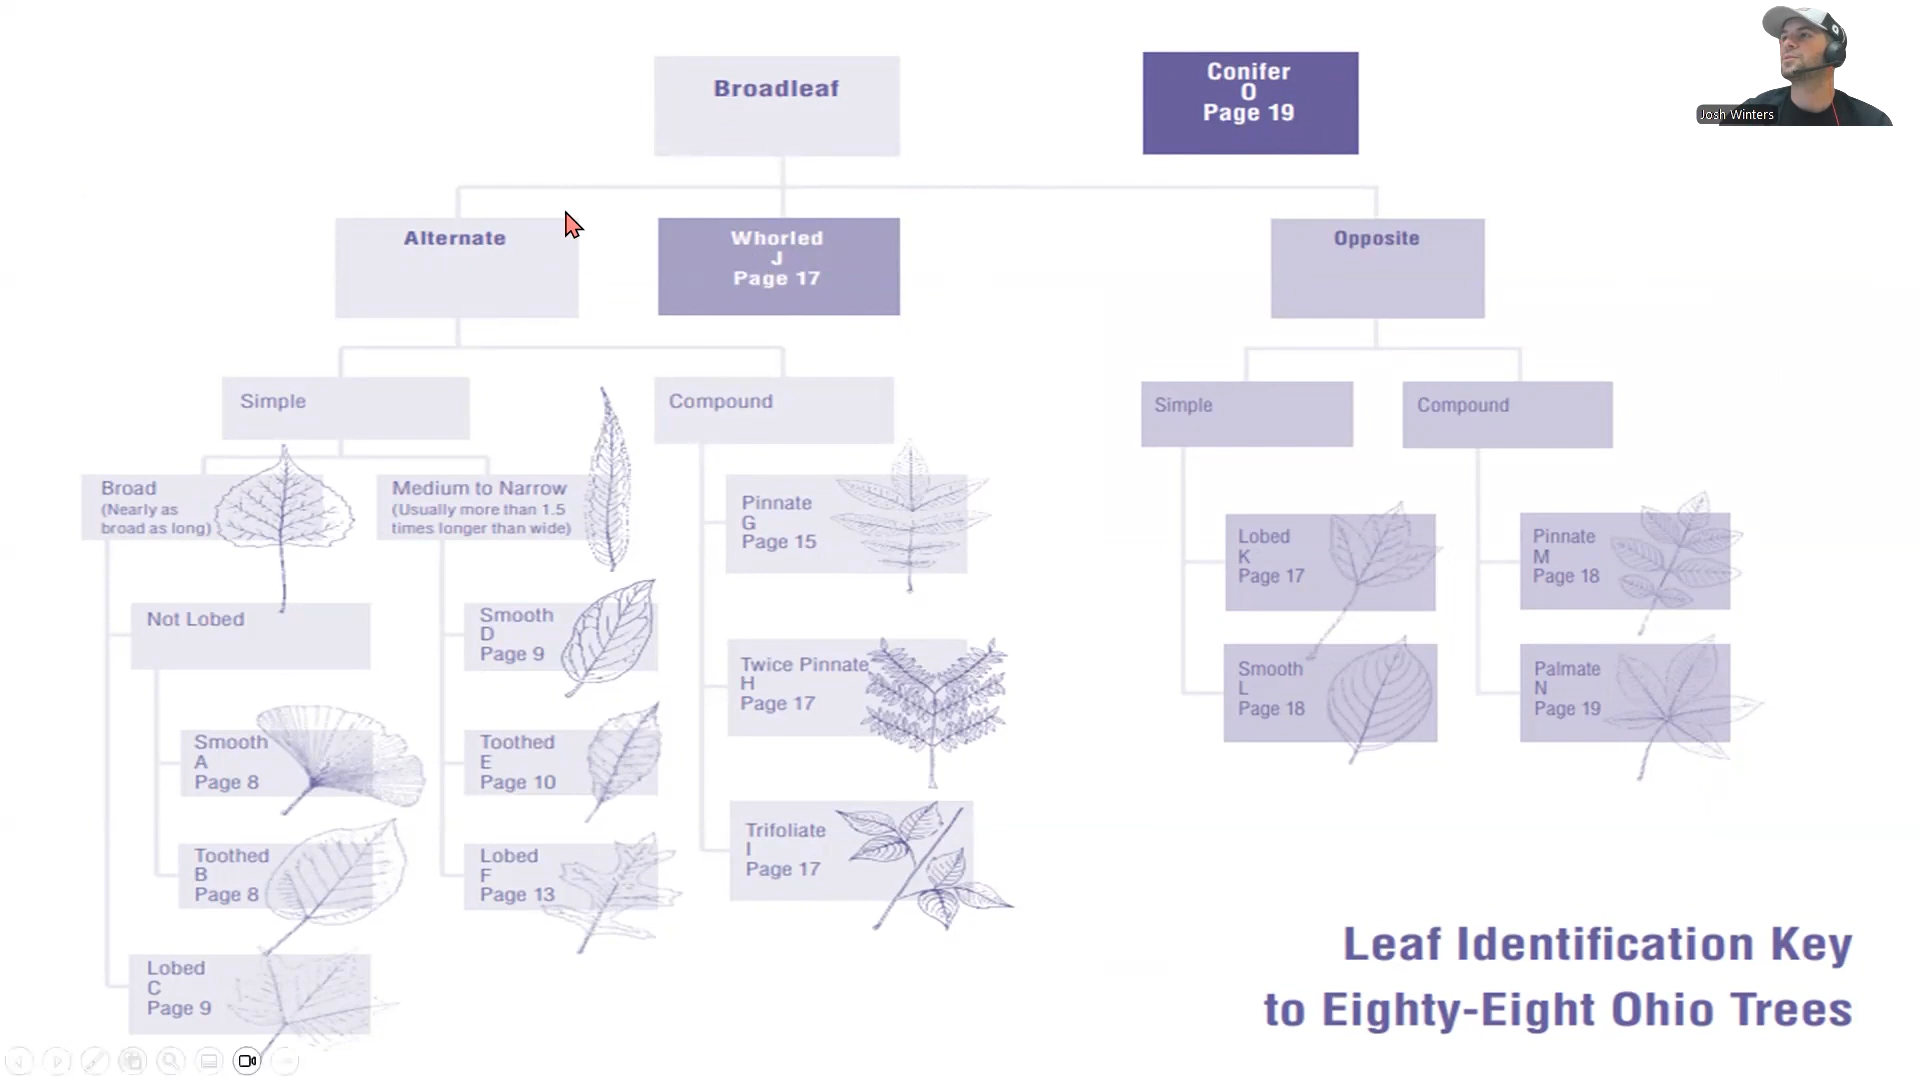 Josh Winters
Broadleaf
Conifer
O
Page 19
Alternate
Whorled
J
Page 17
Opposite
Simple
Compound
Simple
Compound
Broad
(Nearly as
broad as long)
Medium to Narrow
(Usually more than 1.5
times longer than wide)
Pinnate
G
Page 15
Lobed
K
Page 17
Pinnate
M
Page 18
Not Lobed
Smooth
D
Page 9
Twice Pinnate
H
Page 17
Smooth
L
Page 18
Palmate
N
Page 19
Smooth
A
Page 8
Toothed
E
Page 10
Trifoliate
I
Page 17
Toothed
B
Page 8
Lobed
F
Page 13
Lobed
C
Page 9
Leaf Identification Key
to Eighty-Eight Ohio Trees